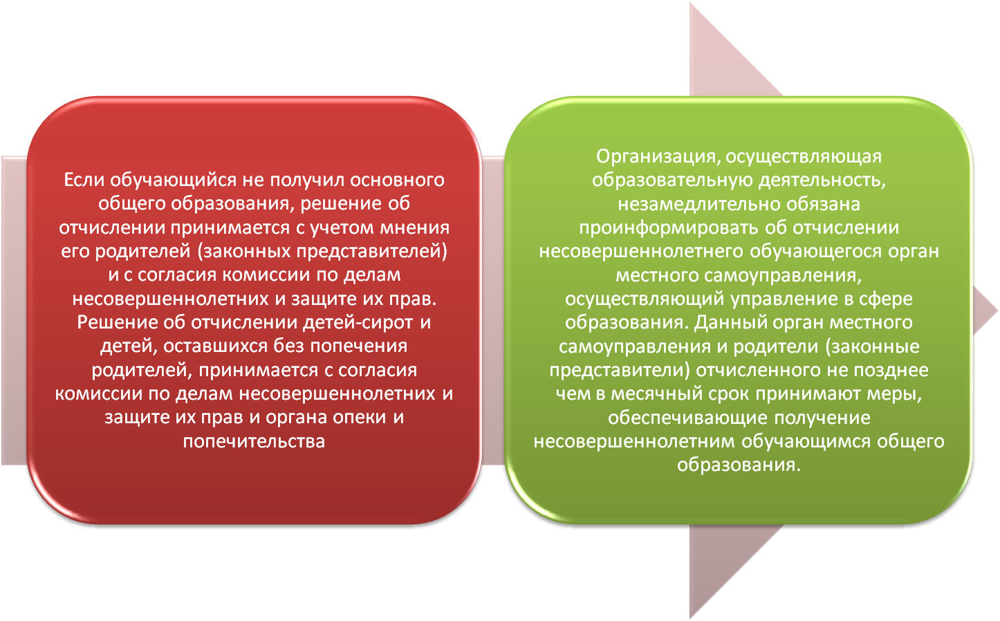 Если обучающийся не получил основного
общего образования, решение об
отчислении принимается с учетом мнения
его родителей (законных представителей)
и с согласия комиссии по делам
несовершеннолетних и защите их прав.
Решение об отчислении детей-сирот и
детей, оставшихся без попечения
родителей, принимается с согласия
комиссии по делам несовершеннолетних и
защите их прав и органа опеки и
попечительства
Организация, осуществляющая
образовательную деятельность,
незамедлительно обязана
проинформировать об отчислении
несовершеннолетнего обучающегося орган
местного самоуправления,
осуществляющий управление в сфере
образования. Данный орган местного
самоуправления и родители (законные
представители) отчисленного не позднее
чем в месячный срок принимают меры,
обеспечивающие получение
несовершеннолетним обучающимся общего
образования.